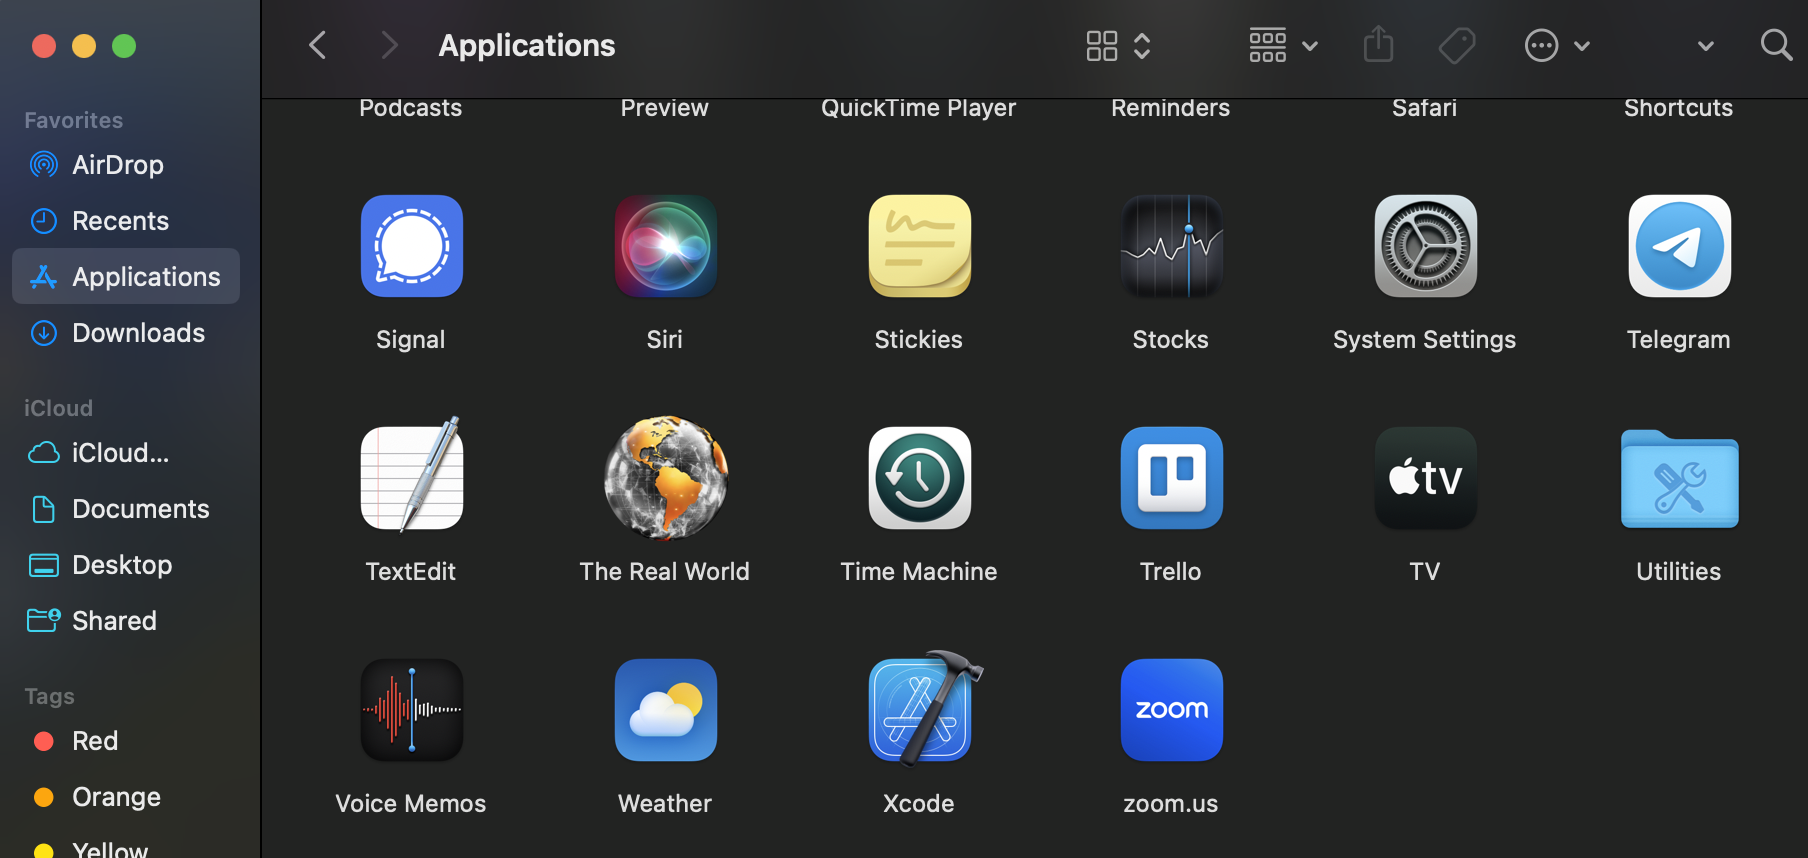 Applications
Favorites
AirDrop
Recents
Applications
Downloads
iCloud
iCloud...
Documents
Desktop
Shared
Tags
Red
Orange
Yellow
Podcasts
Preview
QuickTime Player
Reminders
Safari
Shortcuts
Signal
Siri
Stickies
Stocks
System Settings
Telegram
tv
TextEdit
The Real World
Time Machine
Trello
TV
Utilities
zoom
Voice Memos
Weather
Xcode
zoom.us